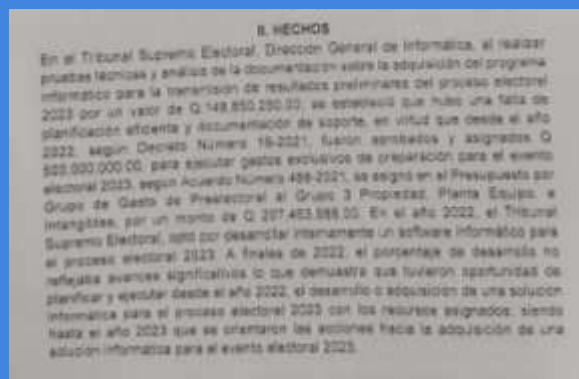 II. HECHOS
En el Tribunal Supremo Electoral, Dirección General de Informática, al realizar
pruebas técnicas y análisis de la documentación sobre la adquisición del programa
informático para la transmisión de resultados preliminares del proceso electoral
2023 por un valor de Q.148,850,250.00, se estableció que hubo una falta de
planificación eficiente y documentación de soporte, en virtud que desde el año
2022, según Decreto Número 16-2021, fueron aprobados y asignados Q
500,000,000.00, para ejecutar gastos exclusivos de preparación para el evento
electoral 2023, según Acuerdo Número 488-2021, se asignó en el Presupuesto por
Grupo de Gasto de Preelectoral al Grupo 3 Propiedad, Planta Equipo, e
Intangibles, por un monto de Q 207,453,588.00. En el año 2022, el Tribunal
Supremo Electoral, optó por desarrollar internamente un software informático para
el proceso electoral 2023. A finales de 2022, el porcentaje de desarrollo no
reflejaba avances significativos lo que demuestra que tuvieron oportunidad de
planificar y ejecutar desde el año 2022, el desarrollo o adquisición de una solución
informática para el proceso electoral 2023 con los recursos asignados, siendo
hasta el año 2023 que se orientaron las acciones hacia la adquisición de una
solución informática para el evento electoral 2023.